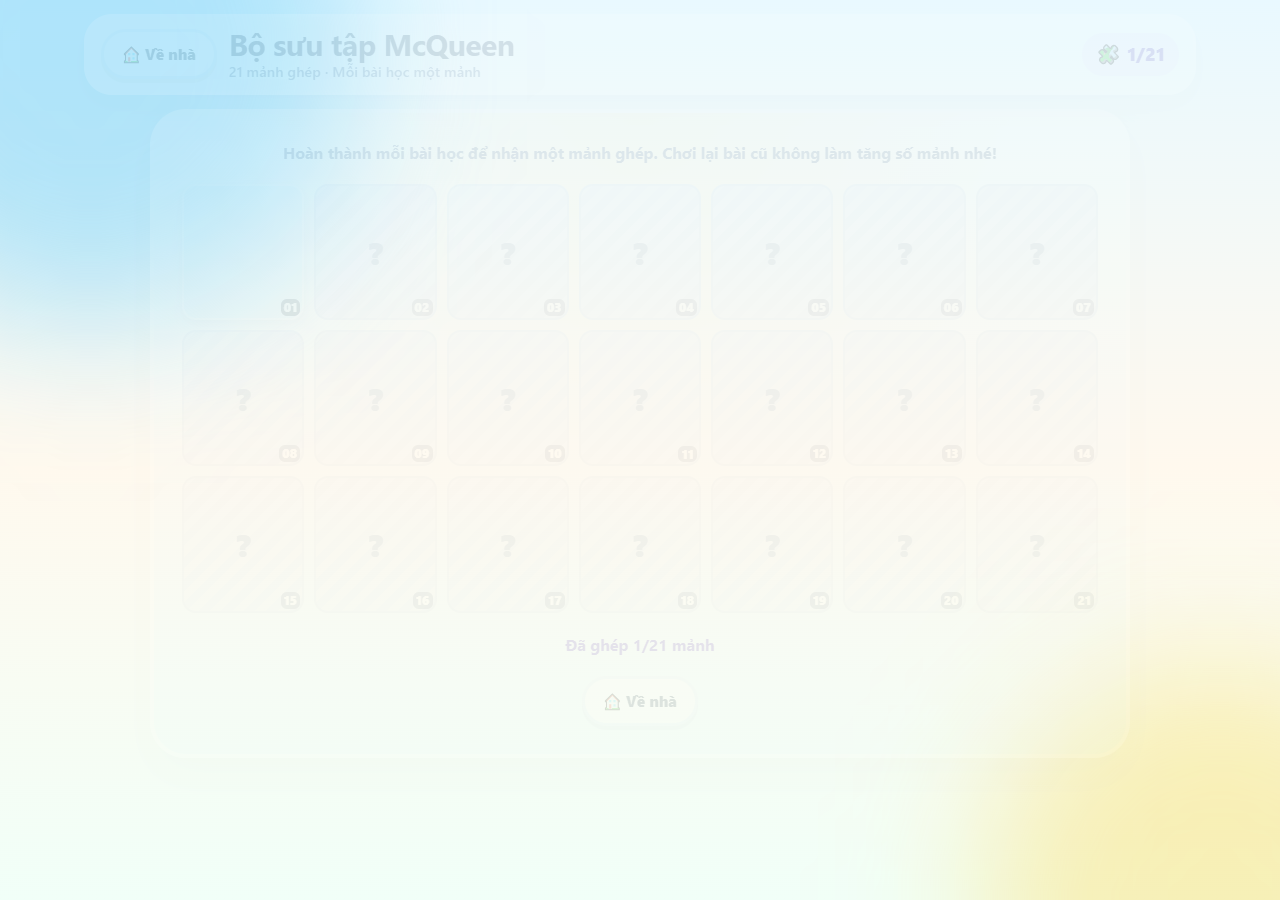 🏠 Về nhà
Bộ sưu tập McQueen
21 mảnh ghép · Mỗi bài học một mảnh
🧩 1/21
Hoàn thành mỗi bài học để nhận một mảnh ghép. Chơi lại bài cũ không làm tăng số mảnh nhé!
? ? ? ? ? ?
01 02 03 04 05 06 07
? ? ? ? ? ? ?
08 09 10 11 12 13 14
? ? ? ? ? ? ?
15 16 17 18 19 20 21
Đã ghép 1/21 mảnh
🏠 Về nhà